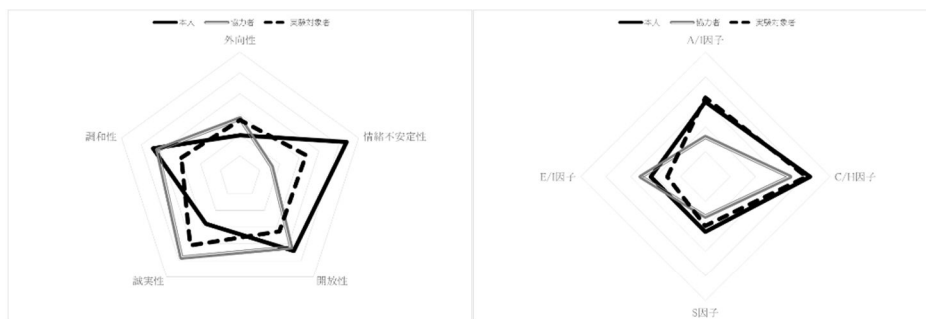 本人 協力者 実験対象者
外向性
調和性 情緒不安定性
誠実性 開放性
本人 協力者 実験対象者
A/I因子
E/I因子 C/H因子
S因子